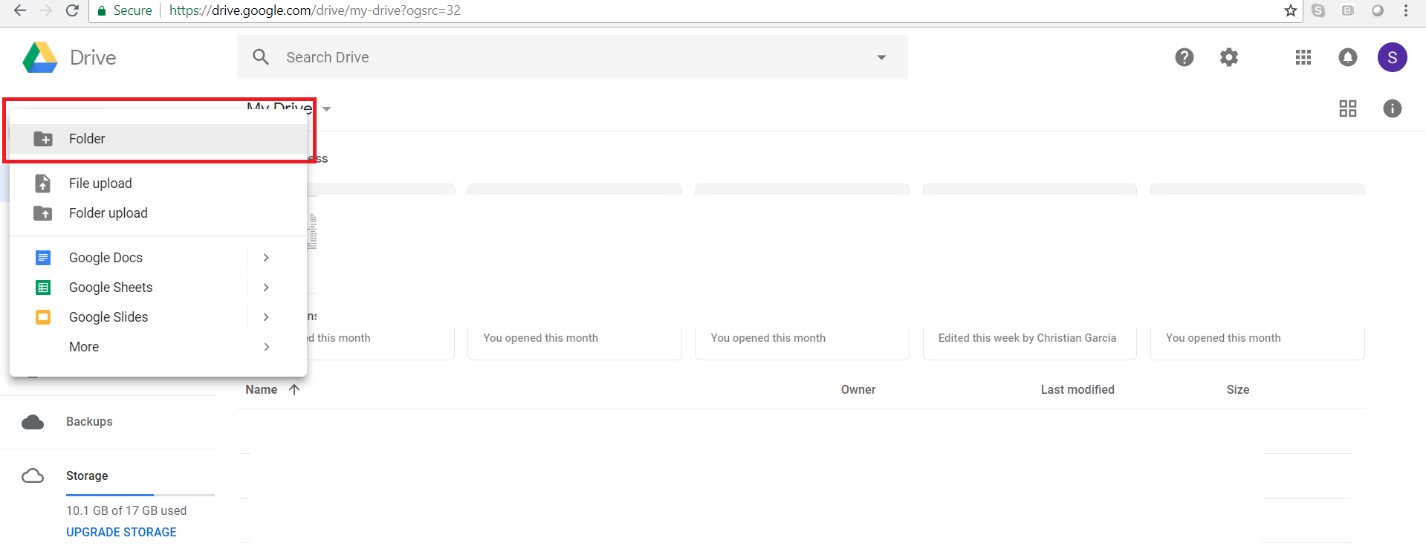 Secure https://drive.google.com/drive/my-drive?ogsrc=32
Drive
Search Drive
S
My Drive
Folder
ess
File upload
Folder upload
Google Docs
Google Sheets
Google Slides
More
ns
ed this month
You opened this month
You opened this month
Edited this week by Christian Garcia
You opened this month
Name
Owner
Last modified
Size
Backups
Storage
10.1 GB of 17 GB used
UPGRADE STORAGE